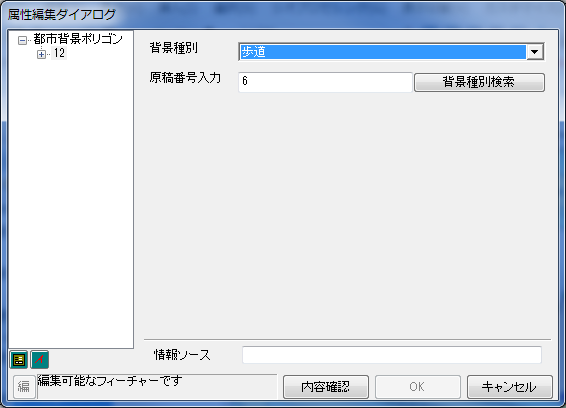 属性編集ダイアログ
都市背景ポリゴン
12
背景種別
歩道
原稿番号入力
6
背景種別検索
情報ソース
編
編集可能なフィーチャーです
内容確認
OK
キャンセル